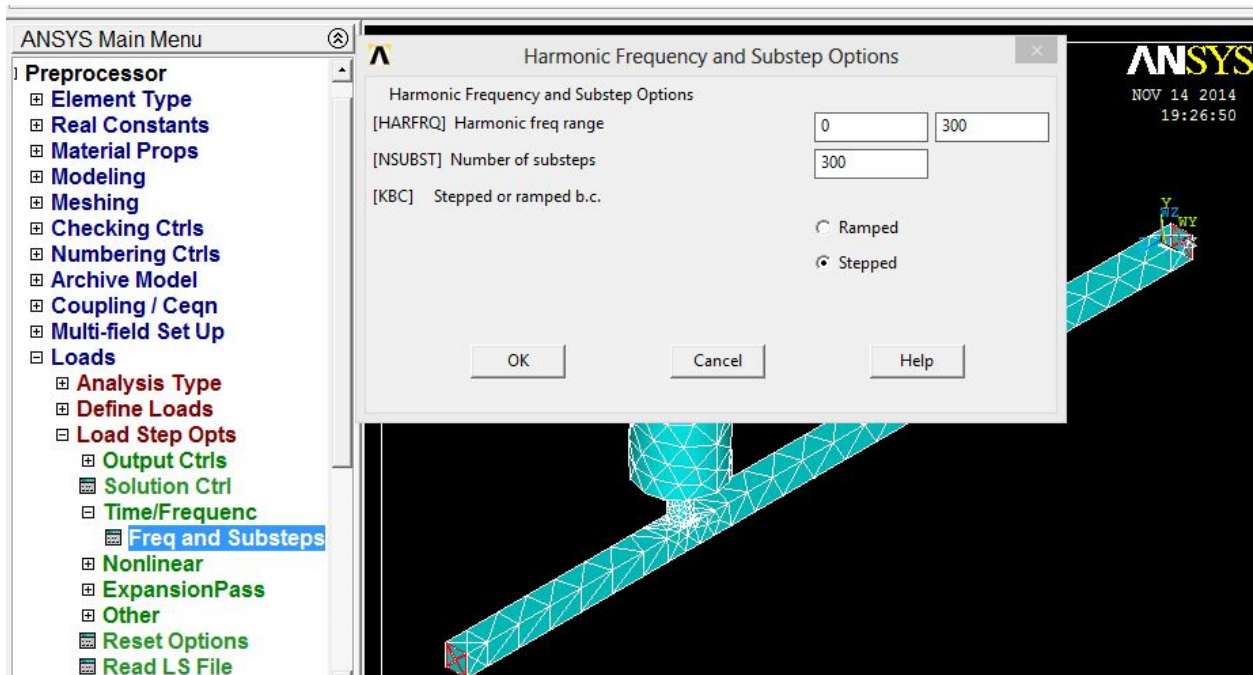 ANSYS Main Menu
Preprocessor
Element Type
Real Constants
Material Props
Modeling
Meshing
Checking Ctrls
Numbering Ctrls
Archive Model
Coupling / Ceqn
Multi-field Set Up
Loads
Analysis Type
Define Loads
Load Step Opts
Output Ctrls
Solution Ctrl
Time/Frequenc
Freq and Substeps
Nonlinear
ExpansionPass
Other
Reset Options
Read LS File
Harmonic Frequency and Substep Options
Harmonic Frequency and Substep Options
[HARFRQ] Harmonic freq range 0 300
[NSUBST] Number of substeps 300
[KBC] Stepped or ramped b.c.
Ramped
Stepped
OK Cancel Help
ANSYS
NOV 14 2014
19:26:50
Y
WZ
WY